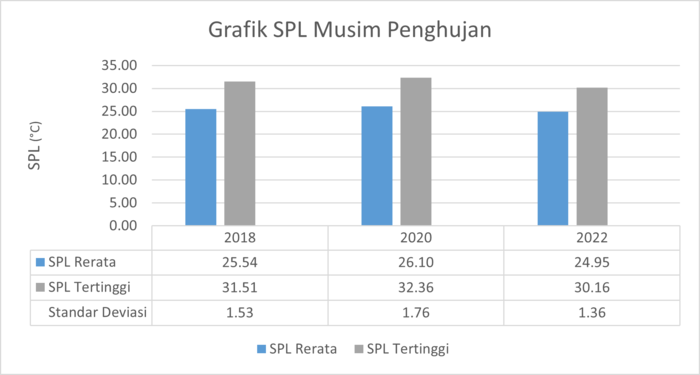 Grafik SPL Musim Penghujan
35.00
30.00
25.00
20.00
15.00
10.00
5.00
0.00
SPL (°C)
2018 2020 2022
SPL Rerata 25.54 26.10 24.95
SPL Tertinggi 31.51 32.36 30.16
Standar Deviasi 1.53 1.76 1.36
SPL Rerata SPL Tertinggi